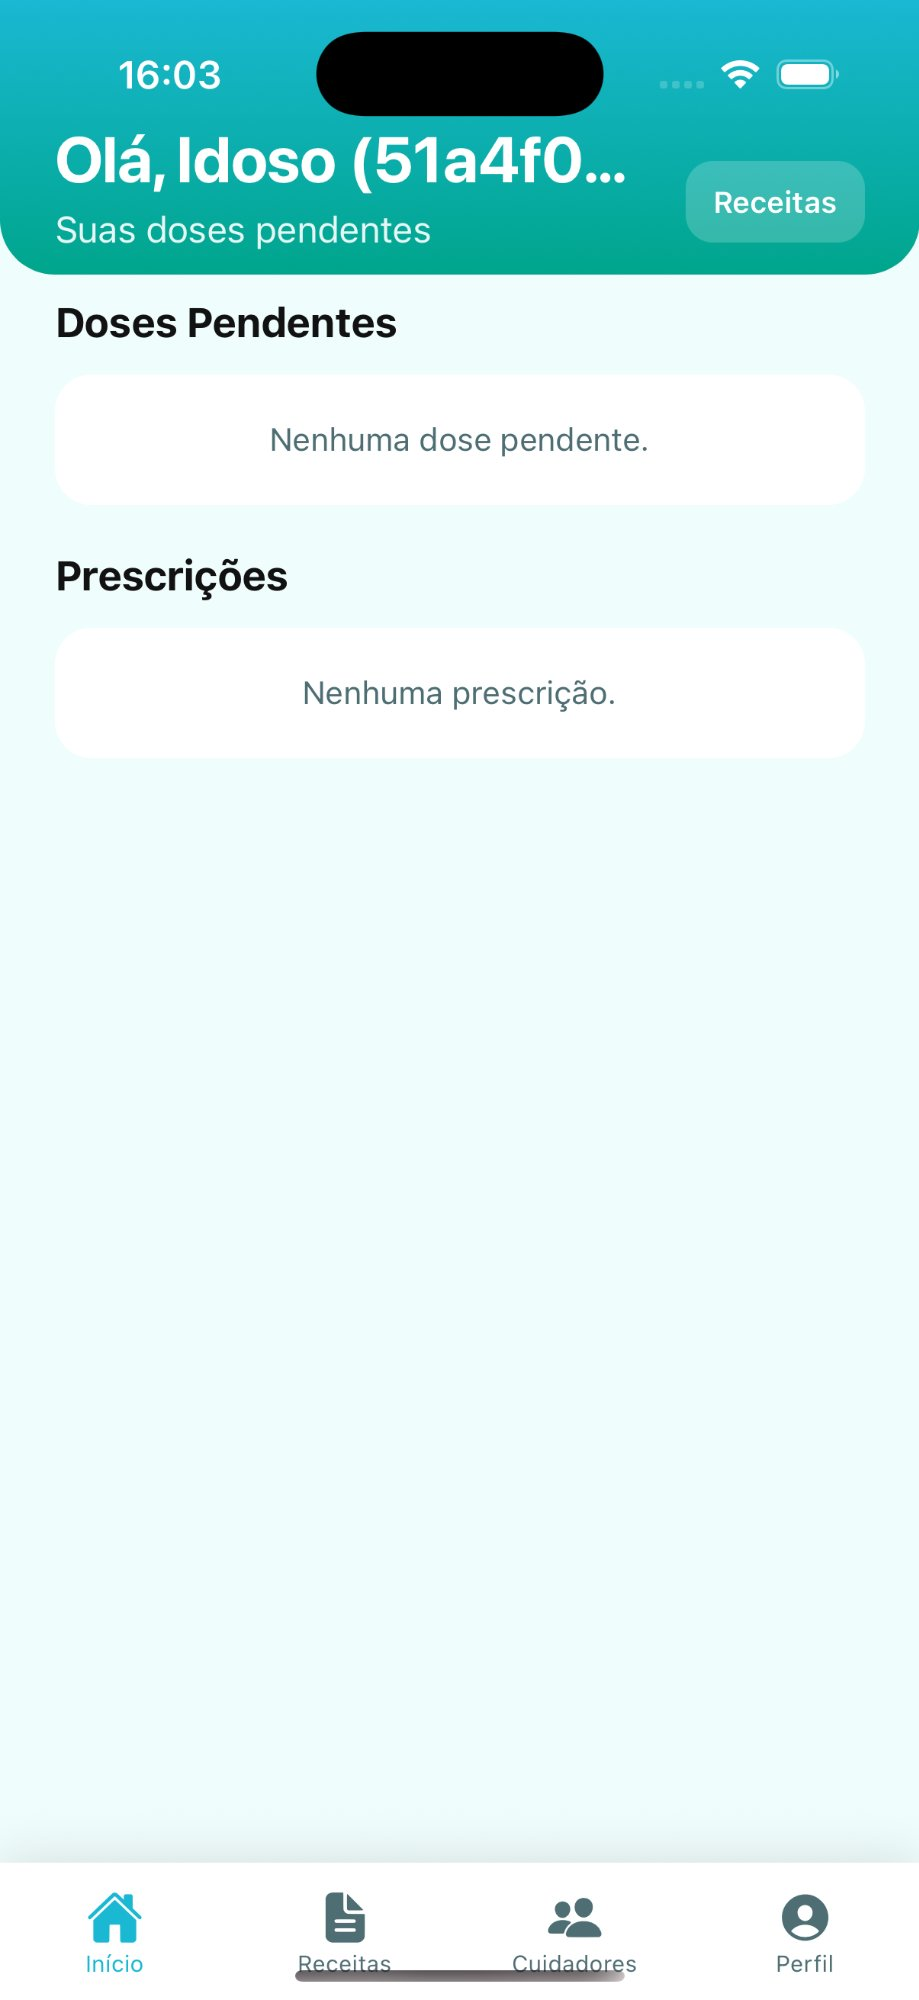 16:03
Olá, Idoso (51a4f0...
Suas doses pendentes
Receitas
Doses Pendentes
Nenhuma dose pendente.
Prescrições
Nenhuma prescrição.
Início
Receitas
Cuidadores
Perfil